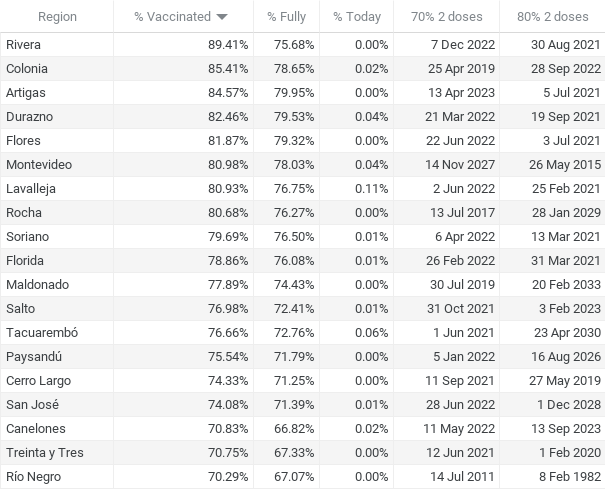 Region % Vaccinated % Fully % Today 70% 2 doses 80% 2 doses
Rivera 89.41% 75.68% 0.00% 7 Dec 2022 30 Aug 2021
Colonia 85.41% 78.65% 0.02% 25 Apr 2019 28 Sep 2022
Artigas 84.57% 79.95% 0.00% 13 Apr 2023 5 Jul 2021
Durazno 82.46% 79.53% 0.04% 21 Mar 2022 19 Sep 2021
Flores 81.87% 79.32% 0.00% 22 Jun 2022 3 Jul 2021
Montevideo 80.98% 78.03% 0.04% 14 Nov 2027 26 May 2015
Lavalleja 80.93% 76.75% 0.11% 2 Jun 2022 25 Feb 2021
Rocha 80.68% 76.27% 0.00% 13 Jul 2017 28 Jan 2029
Soriano 79.69% 76.50% 0.01% 6 Apr 2022 13 Mar 2021
Florida 78.86% 76.08% 0.01% 26 Feb 2022 31 Mar 2021
Maldonado 77.89% 74.43% 0.00% 30 Jul 2019 20 Feb 2033
Salto 76.98% 72.41% 0.01% 31 Oct 2021 3 Feb 2023
Tacuarembó 76.66% 72.76% 0.06% 1 Jun 2021 23 Apr 2030
Paysandú 75.54% 71.79% 0.00% 5 Jan 2022 16 Aug 2026
Cerro Largo 74.33% 71.25% 0.00% 11 Sep 2021 27 May 2019
San José 74.08% 71.39% 0.01% 28 Jun 2022 1 Dec 2028
Canelones 70.83% 66.82% 0.02% 11 May 2022 13 Sep 2023
Treinta y Tres 70.75% 67.33% 0.00% 12 Jun 2021 1 Feb 2020
Río Negro 70.29% 67.07% 0.00% 14 Jul 2011 8 Feb 1982